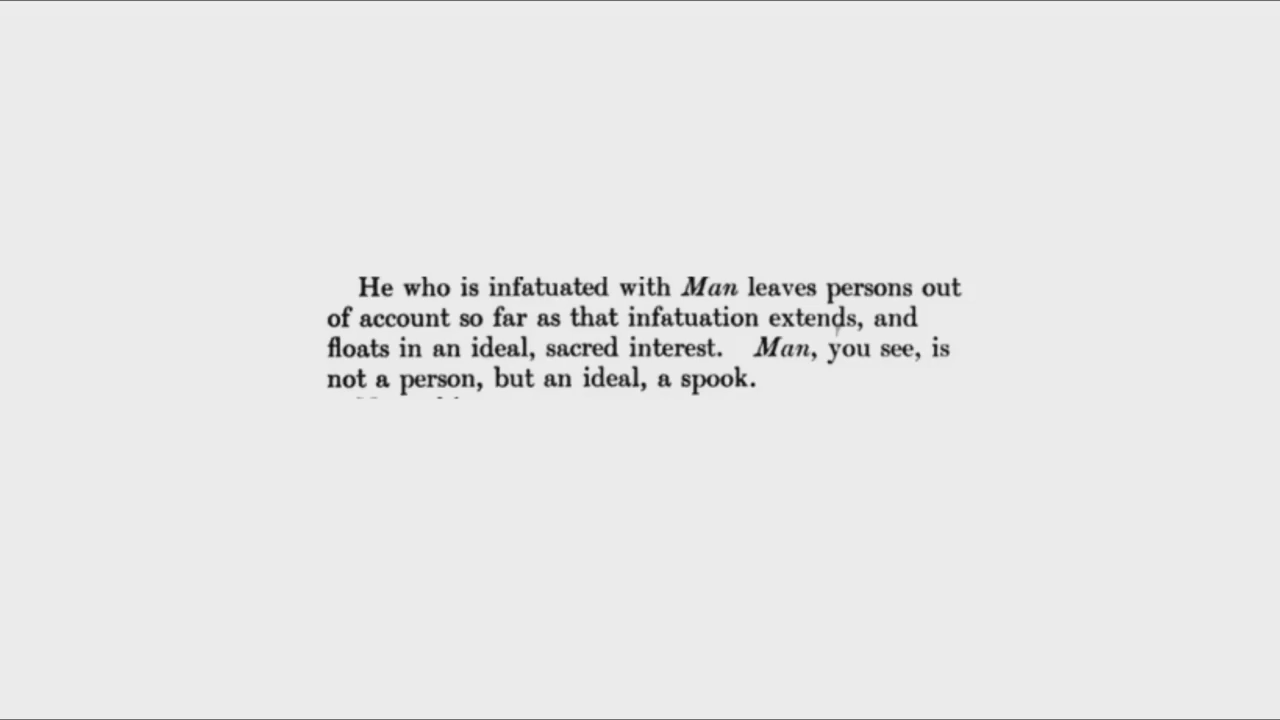 He who is infatuated with Man leaves persons out
of account so far as that infatuation extends, and
floats in an ideal, sacred interest. Man, you see, is
not a person, but an ideal, a spook.